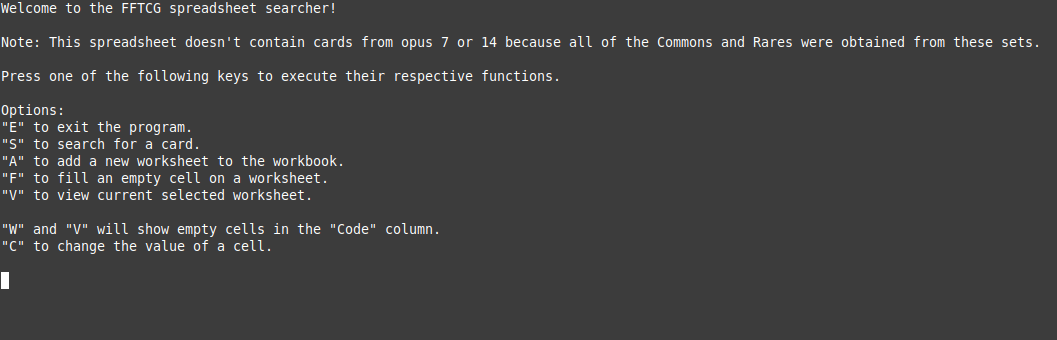 Welcome to the FFTCG spreadsheet searcher!
Note: This spreadsheet doesn't contain cards from opus 7 or 14 because all of the Commons and Rares were obtained from these sets.
Press one of the following keys to execute their respective functions.
Options:
"E" to exit the program.
"S" to search for a card.
"A" to add a new worksheet to the workbook.
"F" to fill an empty cell on a worksheet.
"V" to view current selected worksheet.
"W" and "V" will show empty cells in the "Code" column.
"C" to change the value of a cell.